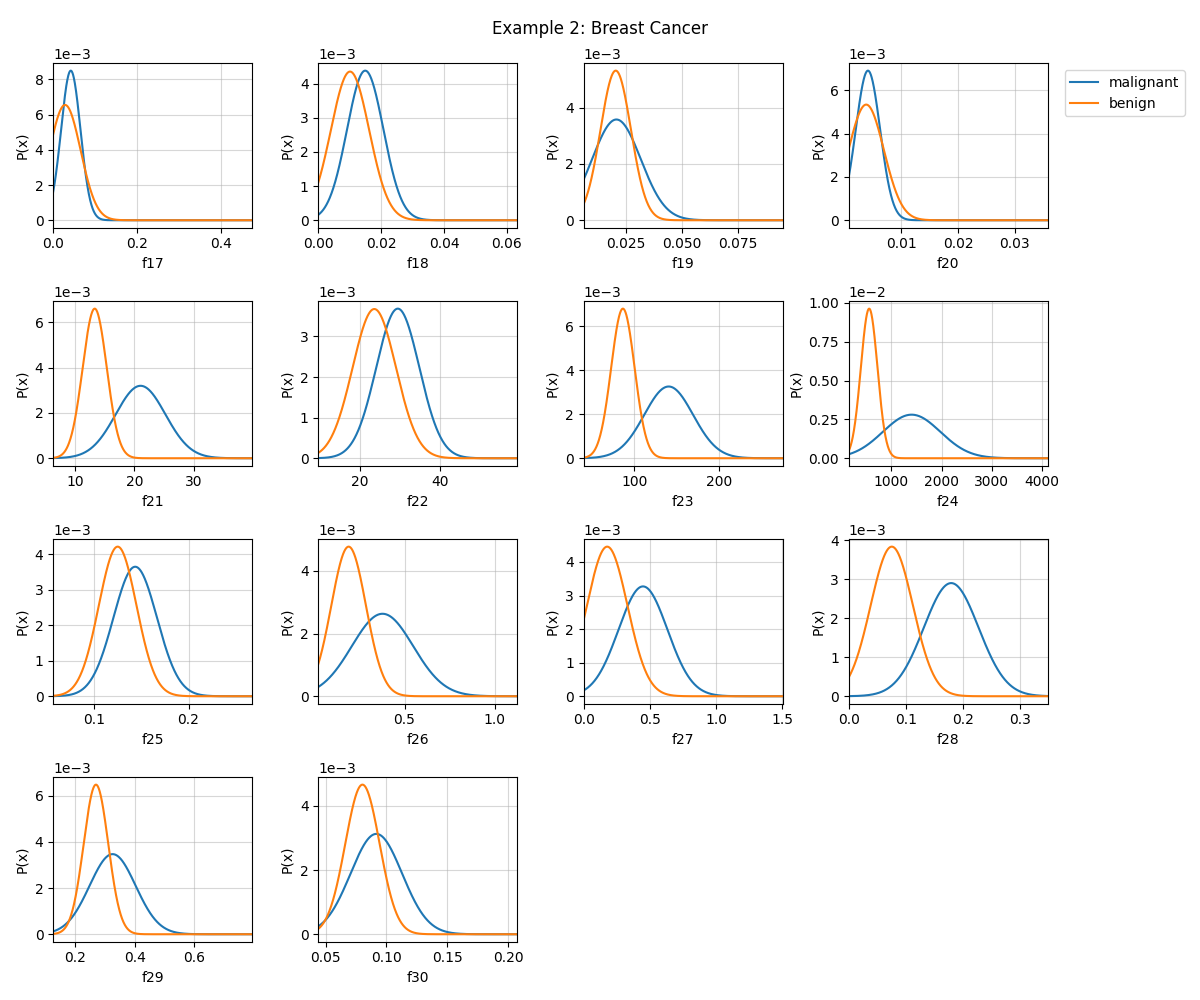 Example 2: Breast Cancer
malignant
benign
1e−3
P(x)
8
6
4
2
0
0.0 0.2 0.4
f17
1e−3
P(x)
4
3
2
1
0
0.00 0.02 0.04 0.06
f18
1e−3
P(x)
4
2
0
0.025 0.050 0.075
f19
1e−3
P(x)
6
4
2
0
0.01 0.02 0.03
f20
1e−3
P(x)
6
4
2
0
10 20 30
f21
1e−3
P(x)
3
2
1
0
20 40
f22
1e−3
P(x)
6
4
2
0
100 200
f23
1e−2
P(x)
1.00
0.75
0.50
0.25
0.00
1000 2000 3000 4000
f24
1e−3
P(x)
4
3
2
1
0
0.1 0.2
f25
1e−3
P(x)
4
2
0
0.5 1.0
f26
1e−3
P(x)
4
3
2
1
0
0.0 0.5 1.0 1.5
f27
1e−3
P(x)
4
3
2
1
0
0.0 0.1 0.2 0.3
f28
1e−3
P(x)
6
4
2
0
0.2 0.4 0.6
f29
1e−3
P(x)
4
2
0
0.05 0.10 0.15 0.20
f30